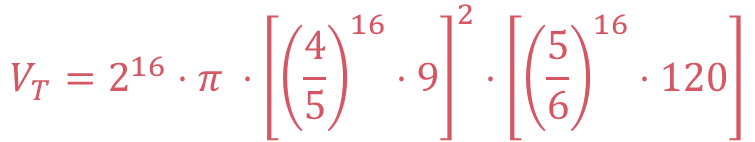 V_T = 2^{16} · π · [(4/5)^{16} · 9]^2 · [(5/6)^{16} · 120]